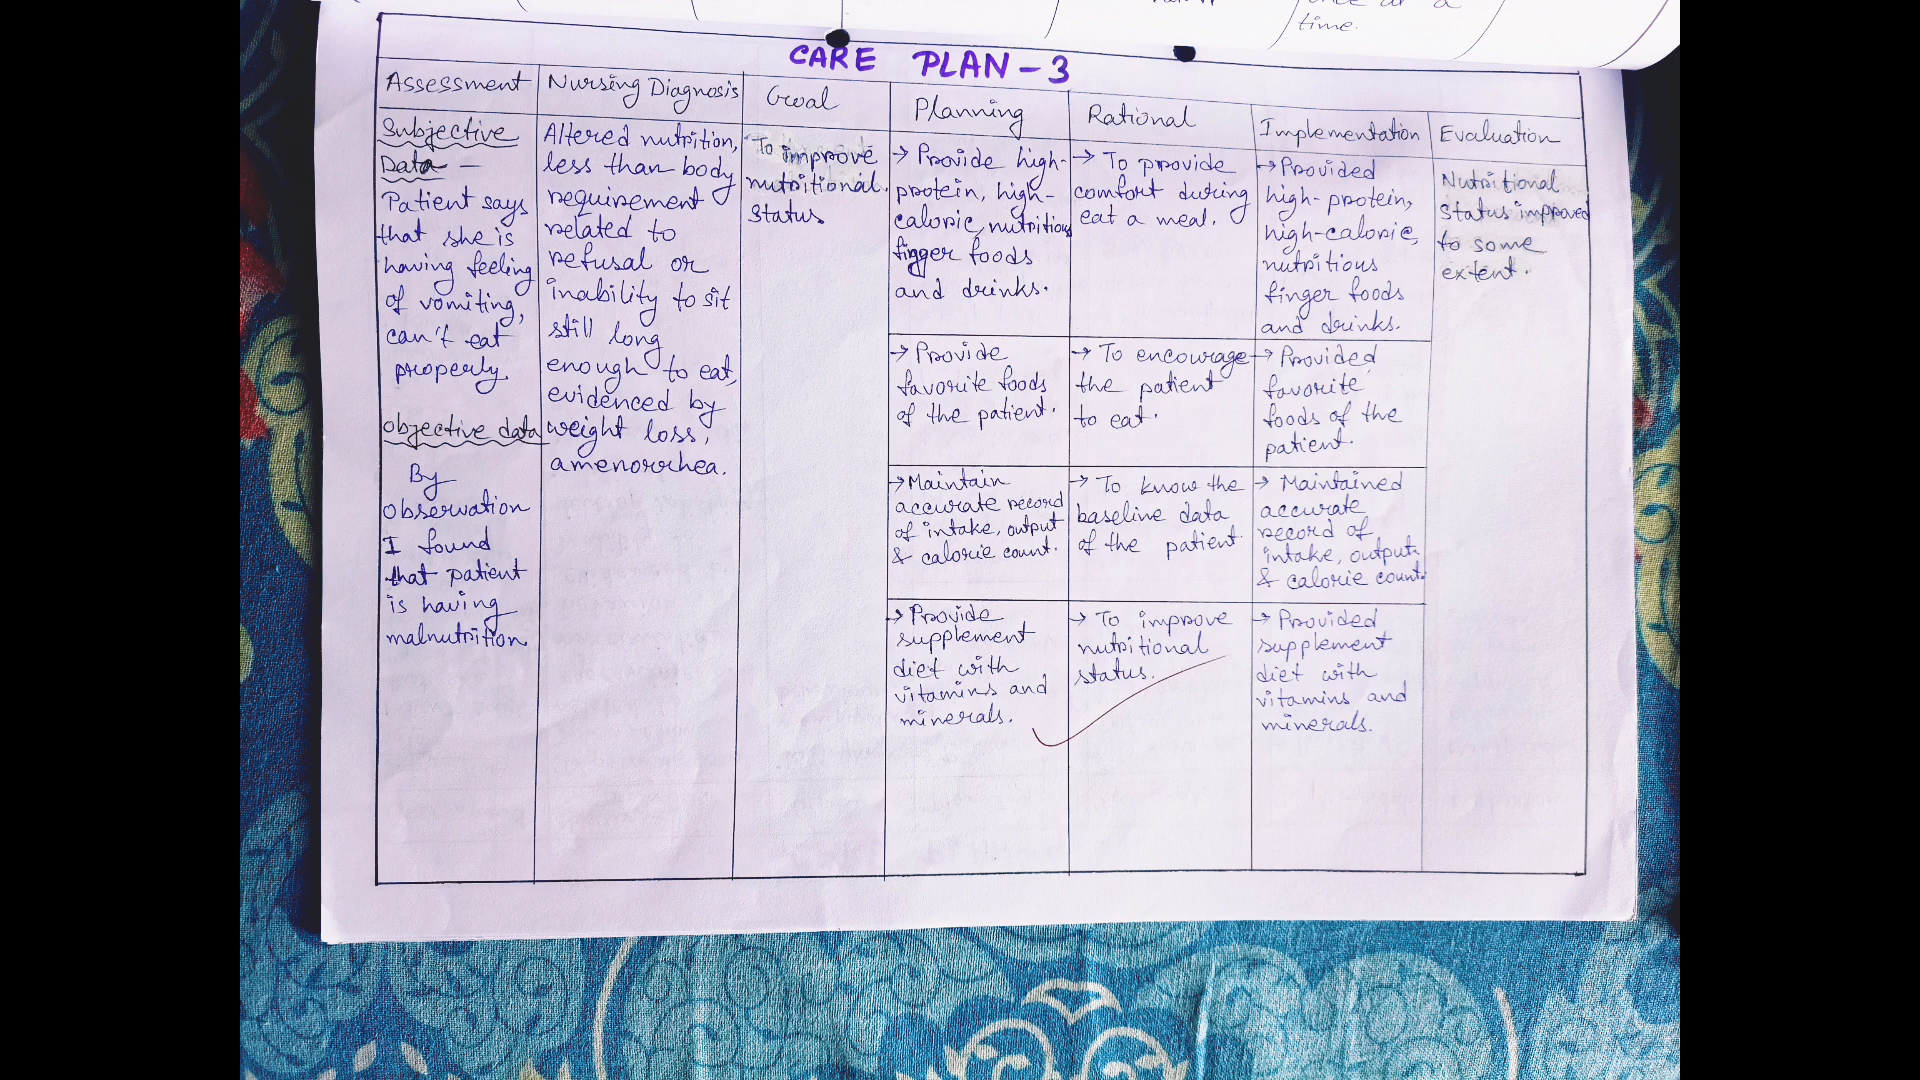 once at a
time.
CARE PLAN - 3
Assessment
Nursing Diagnosis
Goal
Planning
Rational
Implementation
Evaluation
Subjective
Data -
Patient says
that she is
having feeling
of vomiting,
can't eat
properly
objective data
By
observation
I found
that patient
is having
malnutrition
Altered nutrition,
less than body
requirement
related to
refusal or
inability to sit
still long
enough to eat,
evidenced by
weight loss,
amenorrhea.
To improve
nutritional
status
→ Provide high-
protein, high-
calorie, nutritious
finger foods
and drinks.
→ Provide
favorite foods
of the patient.
→ Maintain
accurate record
of intake, output
& calorie count.
→ Provide
supplement
diet with
vitamins and
minerals.
→ To provide
comfort during
eat a meal.
→ To encourage
the patient
to eat.
→ To know the
baseline data
of the patient.
→ To improve
nutritional
status.
→ Provided
high-protein,
high-calorie,
nutritious
finger foods
and drinks.
→ Provided
favorite
foods of the
patient.
→ Maintained
accurate
record of
intake, output
& calorie count.
→ Provided
supplement
diet with
vitamins and
minerals.
Nutritional
status improved
to some
extent.